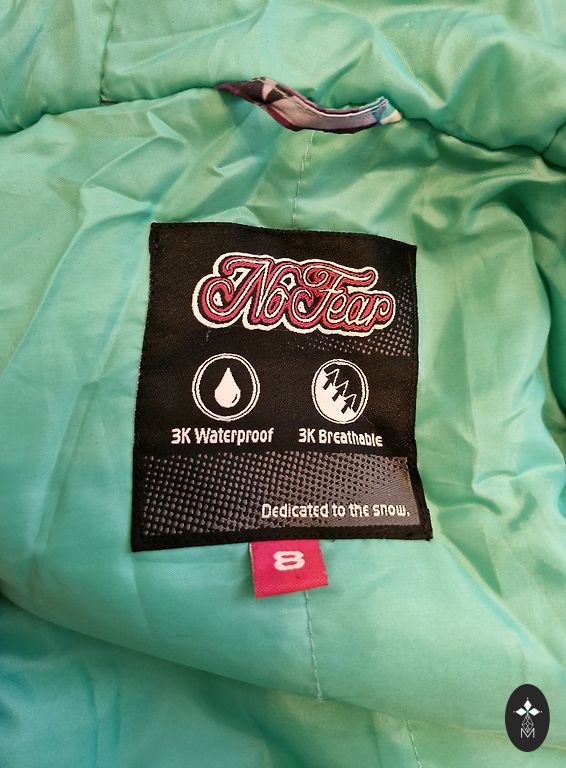 No Fear
3K Waterproof 3K Breathable
Dedicated to the snow.
8
M